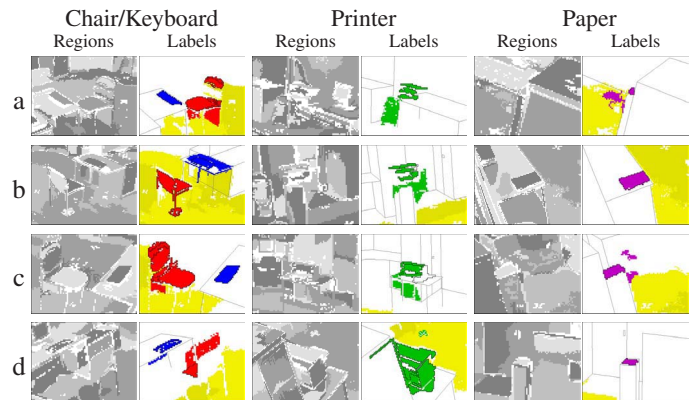 Chair/Keyboard Printer Paper
Regions Labels Regions Labels Regions Labels
a
b
c
d